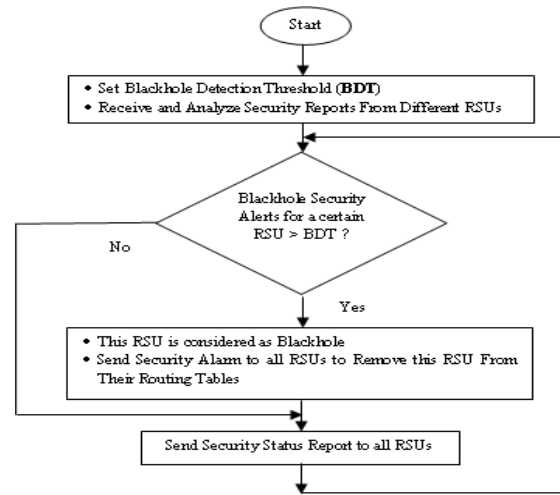 Start
• Set Blackhole Detection Threshold (BDT)
• Receive and Analyze Security Reports From Different RSUs
Blackhole Security
Alerts for a certain
RSU > BDT ?
No
Yes
• This RSU is considered as Blackhole
• Send Security Alarm to all RSUs to Remove this RSU From
Their Routing Tables
Send Security Status Report to all RSUs